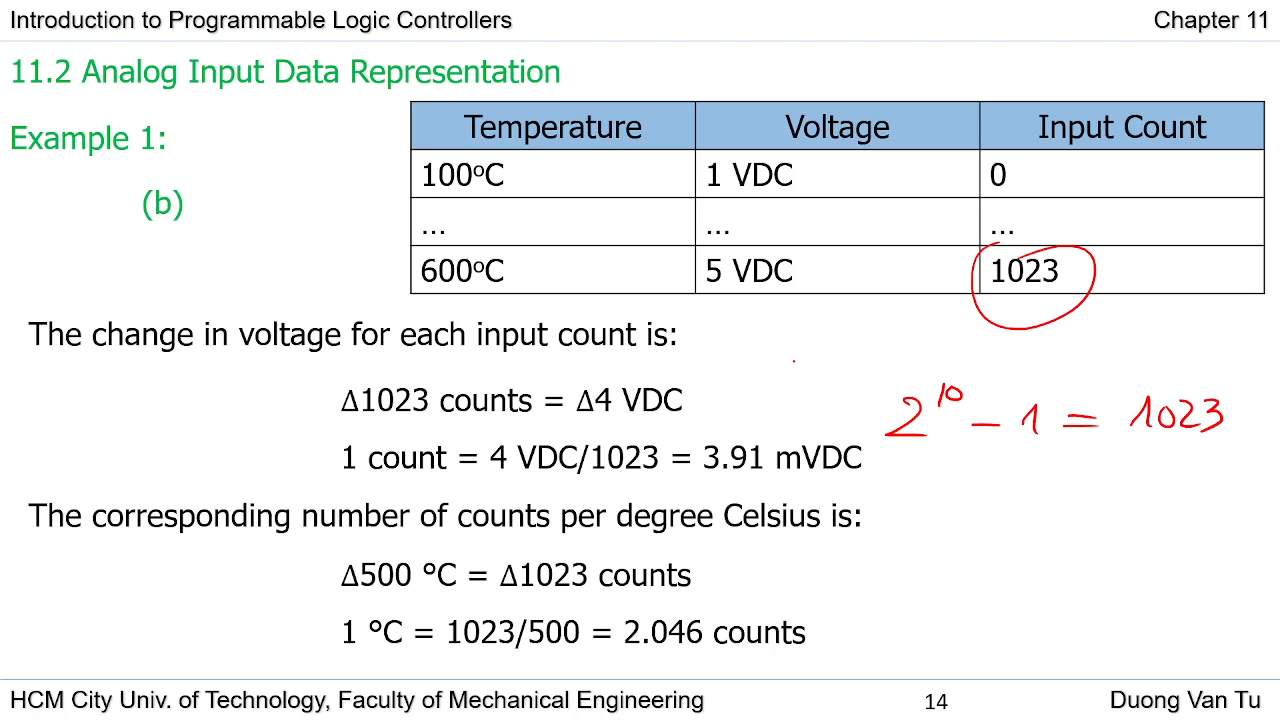 Introduction to Programmable Logic Controllers Chapter 11
11.2 Analog Input Data Representation
Example 1:
(b)
Temperature Voltage Input Count
100°C 1 VDC 0
... ... ...
600°C 5 VDC 1023
The change in voltage for each input count is:
Δ1023 counts = Δ4 VDC
2^10 - 1 = 1023
1 count = 4 VDC/1023 = 3.91 mVDC
The corresponding number of counts per degree Celsius is:
Δ500 °C = Δ1023 counts
1 °C = 1023/500 = 2.046 counts
HCM City Univ. of Technology, Faculty of Mechanical Engineering 14 Duong Van Tu